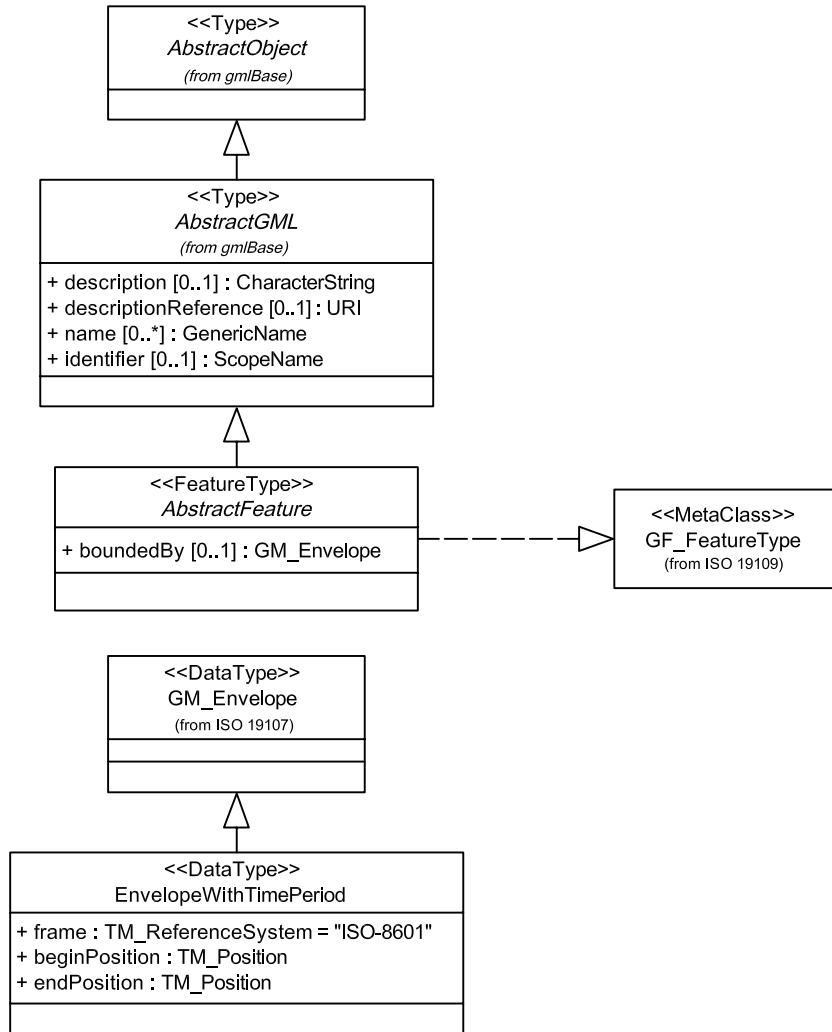 <<Type>>
AbstractObject
(from gmlBase)
<<Type>>
AbstractGML
(from gmlBase)
+ description [0..1] : CharacterString
+ descriptionReference [0..1] : URI
+ name [0..*] : GenericName
+ identifier [0..1] : ScopeName
<<FeatureType>>
AbstractFeature
+ boundedBy [0..1] : GM_Envelope
<<MetaClass>>
GF_FeatureType
(from ISO 19109)
<<DataType>>
GM_Envelope
(from ISO 19107)
<<DataType>>
EnvelopeWithTimePeriod
+ frame : TM_ReferenceSystem = "ISO-8601"
+ beginPosition : TM_Position
+ endPosition : TM_Position